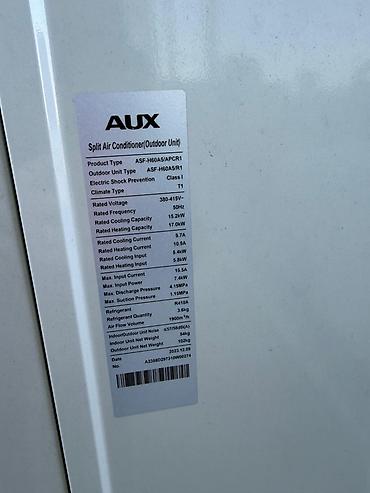 AUX
Split Air Conditioner(Outdoor Unit)
Product Type ASF-H60A5/APCR1
Outdoor Unit Type ASF-H60A5/R1
Electric Shock Prevention Class I
Climate Type T1
Rated Voltage 380-415V~
Rated Frequency 50Hz
Rated Cooling Capacity 15.2kW
Rated Heating Capacity 17.0kW
Rated Cooling Current 9.7A
Rated Heating Current 10.5A
Rated Cooling Input 5.4kW
Rated Heating Input 5.8kW
Max. Input Current 15.5A
Max. Input Power 7.4kW
Max. Discharge Pressure 4.15MPa
Max. Suction Pressure 1.15MPa
Refrigerant R410A
Refrigerant Quantity 3.6kg
Air Flow Volume 1900m³/h
Indoor/Outdoor Unit Noise
Indoor Unit Net Weight 54kg
Outdoor Unit Net Weight 102kg
Date 2023.12.09
No.